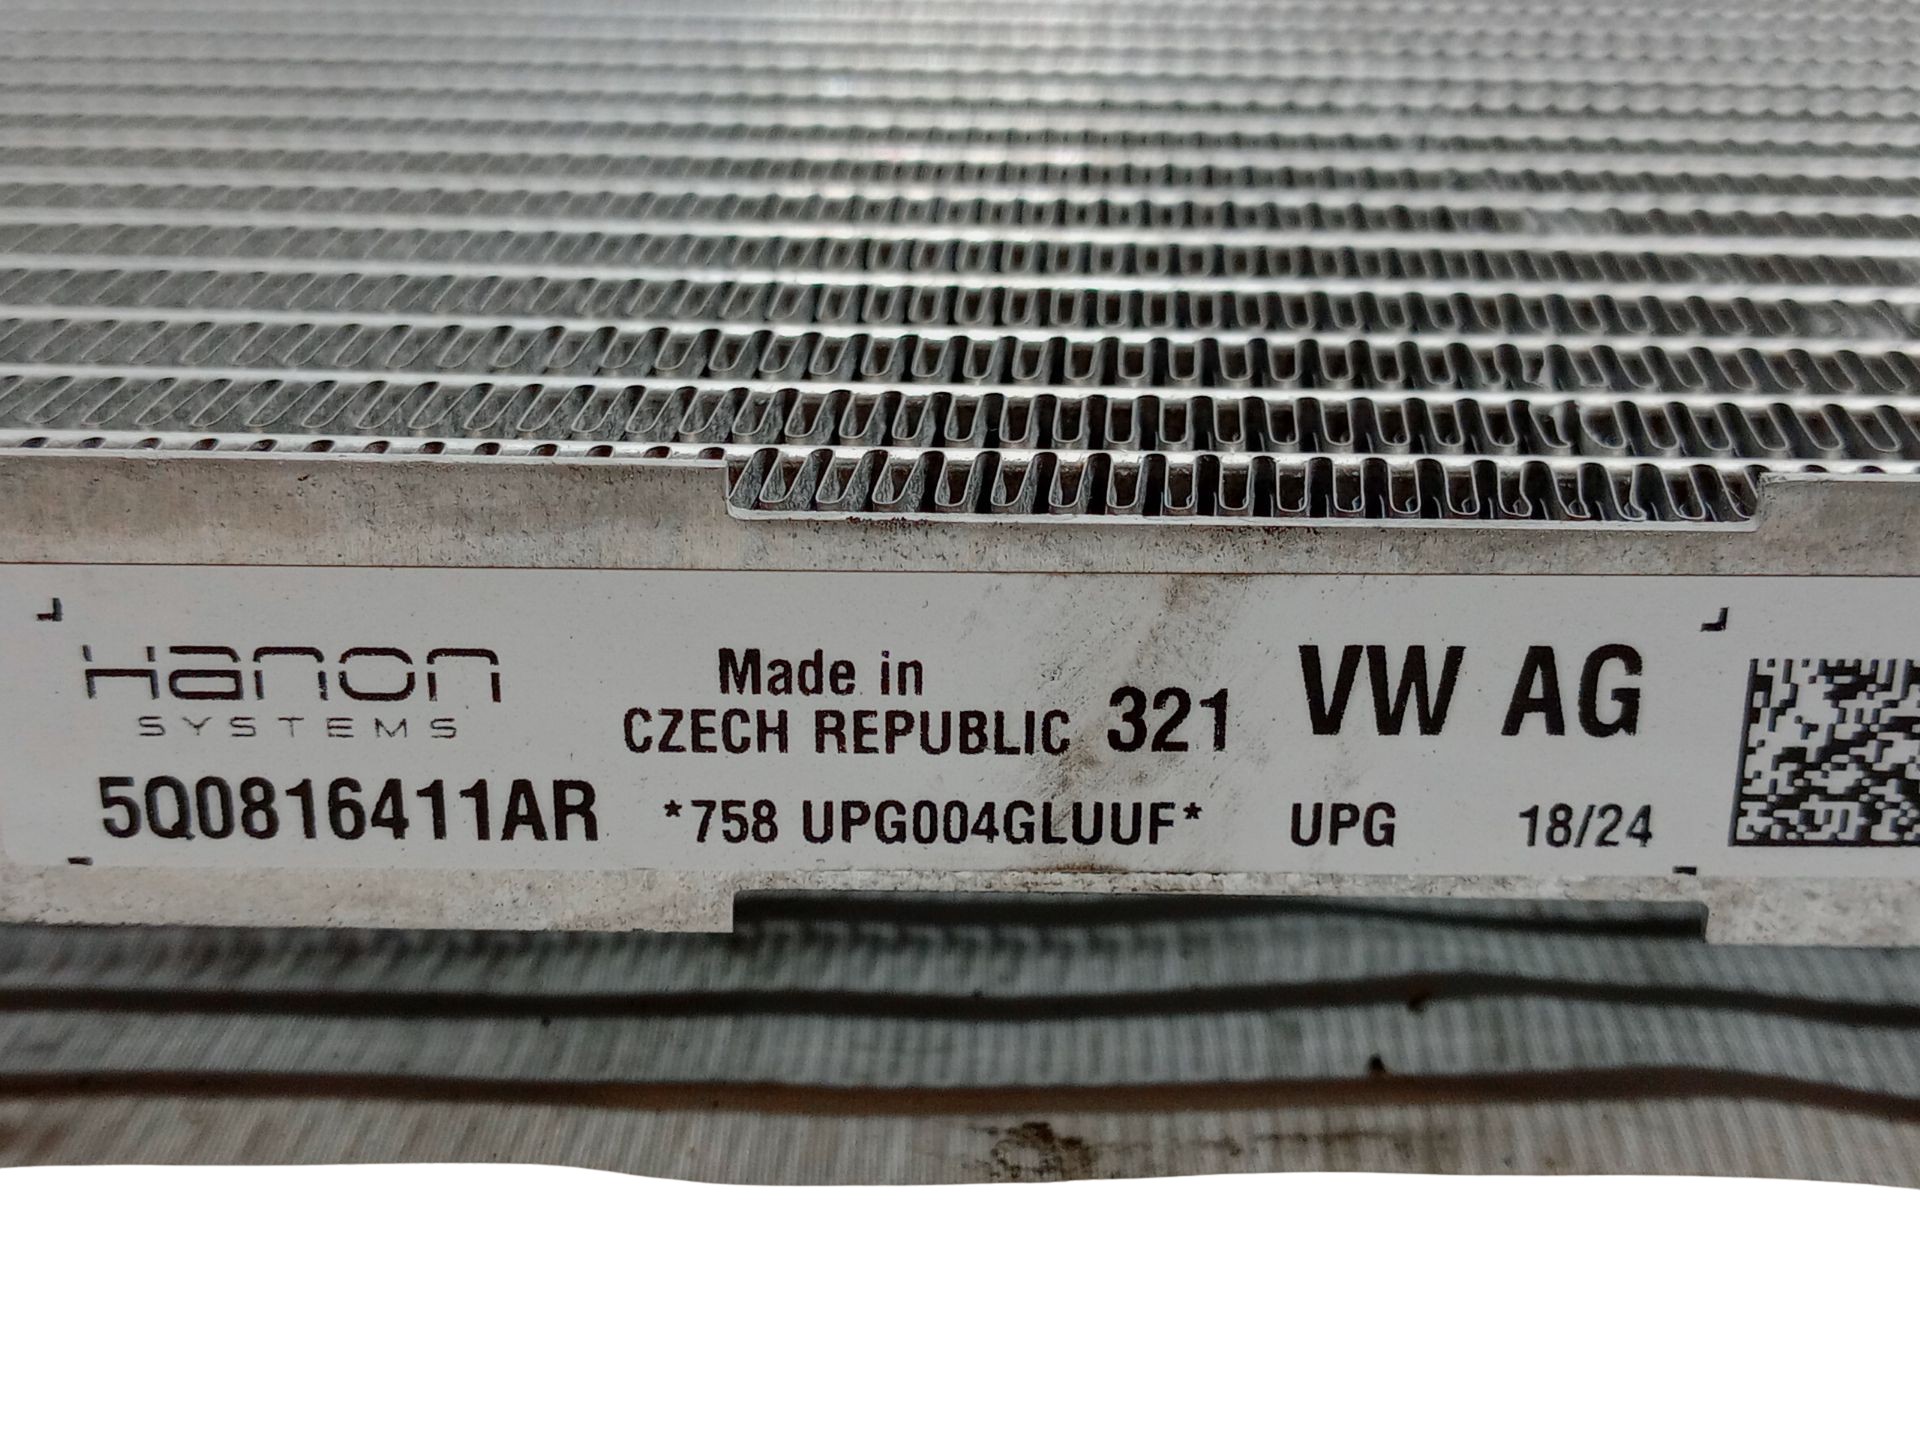 Hanon
SYSTEMS
Made in
CZECH REPUBLIC 321 VW AG
5Q0816411AR *758 UPG004GLUUF* UPG 18/24